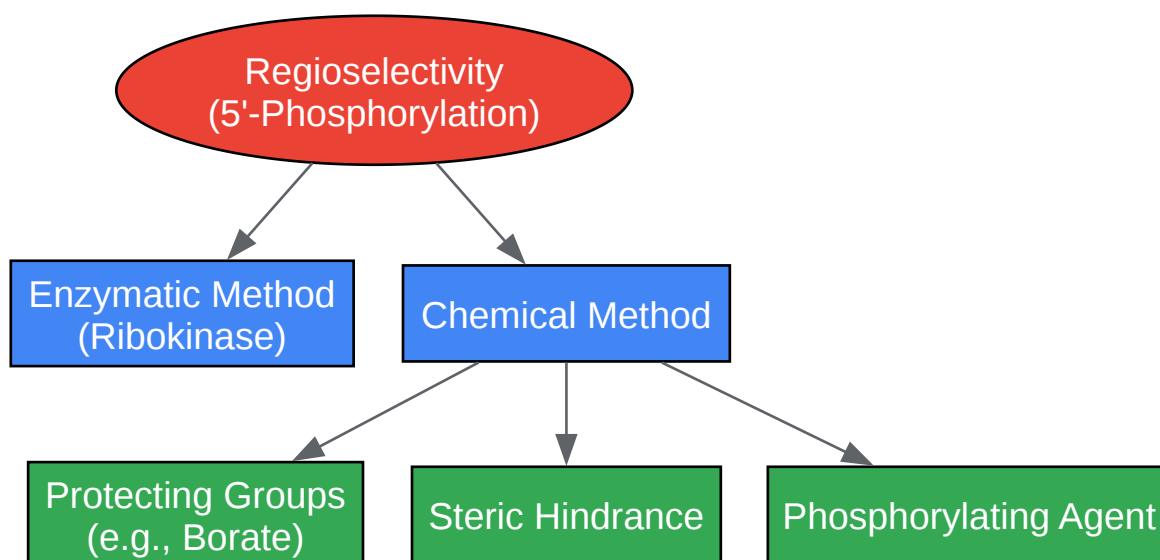 Regioselectivity
(5'-Phosphorylation)
Enzymatic Method
(Ribokinase)
Chemical Method
Protecting Groups
(e.g., Borate)
Steric Hindrance
Phosphorylating Agent